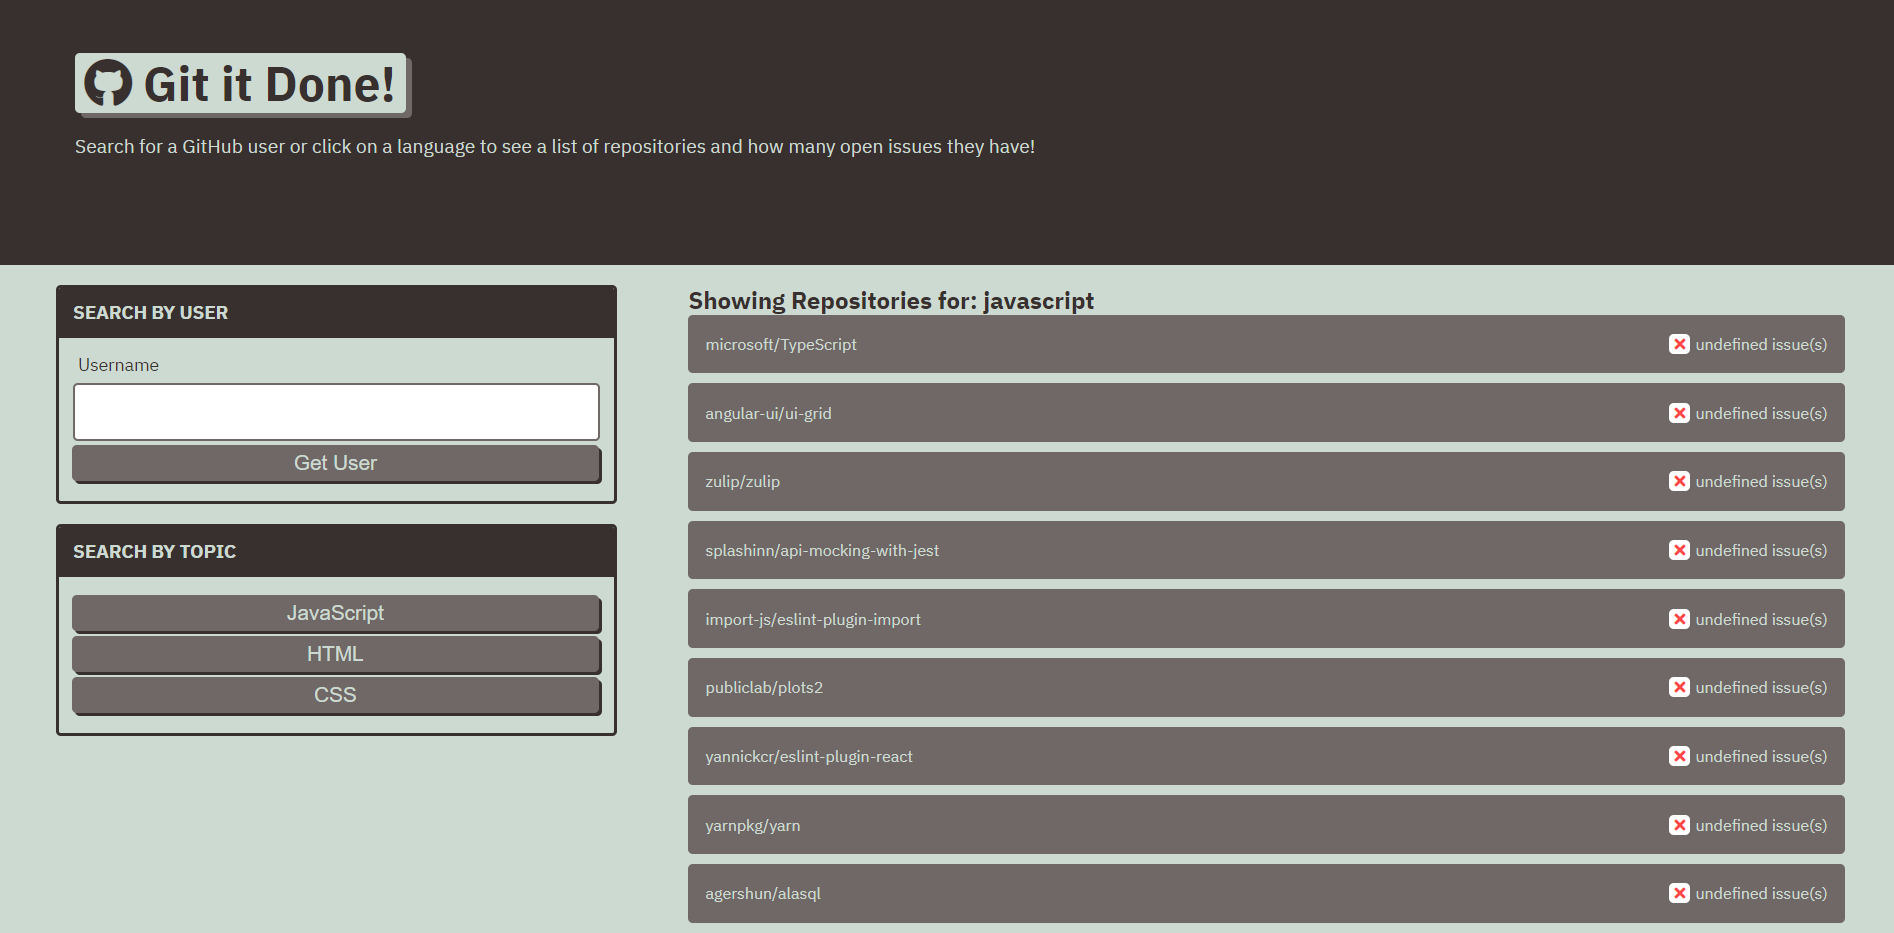 Git it Done!
Search for a GitHub user or click on a language to see a list of repositories and how many open issues they have!
SEARCH BY USER
Username
Get User
SEARCH BY TOPIC
JavaScript
HTML
CSS
Showing Repositories for: javascript
microsoft/TypeScript undefined issue(s)
angular-ui/ui-grid undefined issue(s)
zulip/zulip undefined issue(s)
splashinn/api-mocking-with-jest undefined issue(s)
import-js/eslint-plugin-import undefined issue(s)
publiclab/plots2 undefined issue(s)
yannickcr/eslint-plugin-react undefined issue(s)
yarnpkg/yarn undefined issue(s)
agershun/alasql undefined issue(s)